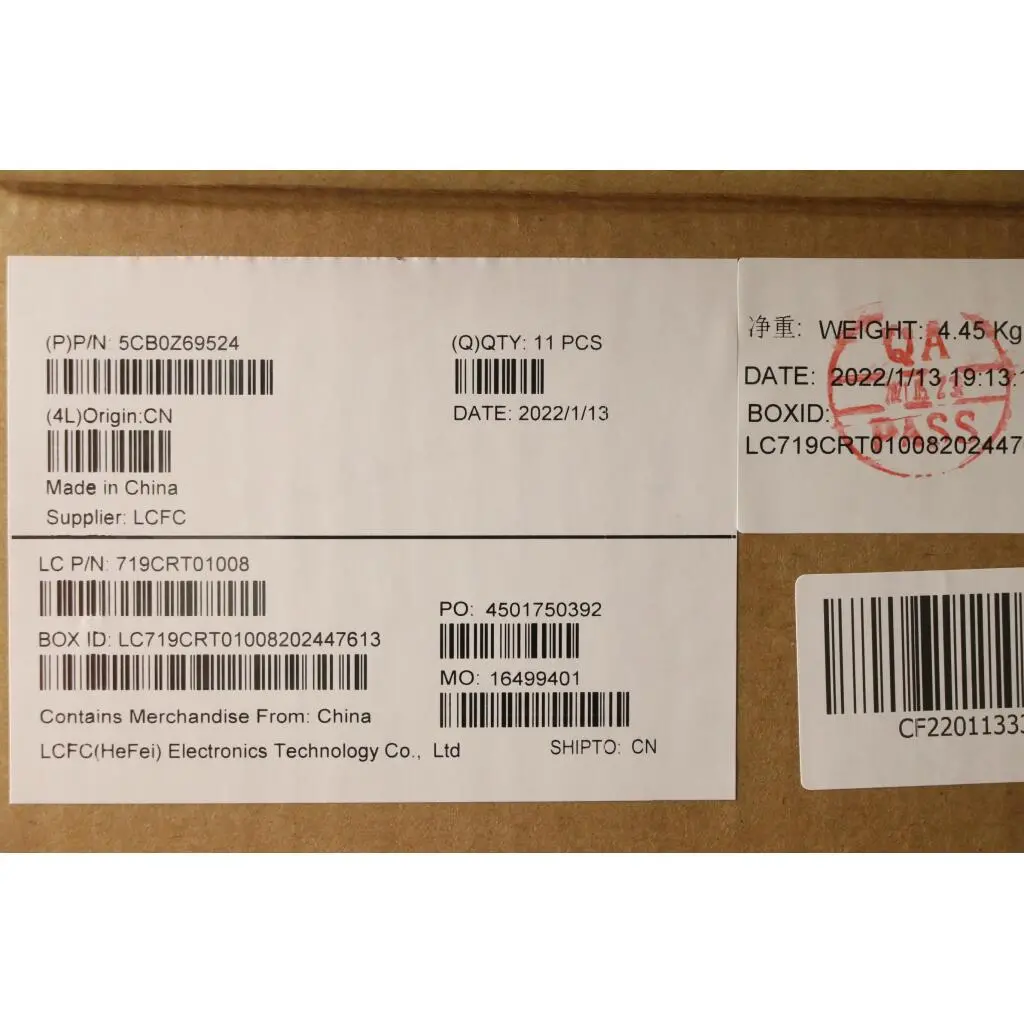 (P)P/N: 5CB0Z69524
(Q)QTY: 11 PCS
(4L)Origin:CN
DATE: 2022/1/13
Made in China
Supplier: LCFC
LC P/N: 719CRT01008
PO: 4501750392
BOX ID: LC719CRT01008202447613
MO: 16499401
Contains Merchandise From: China
LCFC(HeFei) Electronics Technology Co., Ltd
SHIPTO: CN
净重: WEIGHT: 4.45 Kg
DATE: 2022/1/13 19:13:1
BOXID:
LC719CRT01008202447
QA
PASS
CF22011333